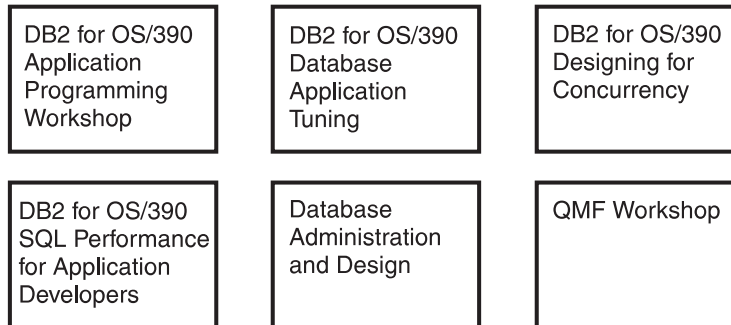 DB2 for OS/390
Application
Programming
Workshop
DB2 for OS/390
Database
Application
Tuning
DB2 for OS/390
Designing for
Concurrency
DB2 for OS/390
SQL Performance
for Application
Developers
Database
Administration
and Design
QMF Workshop